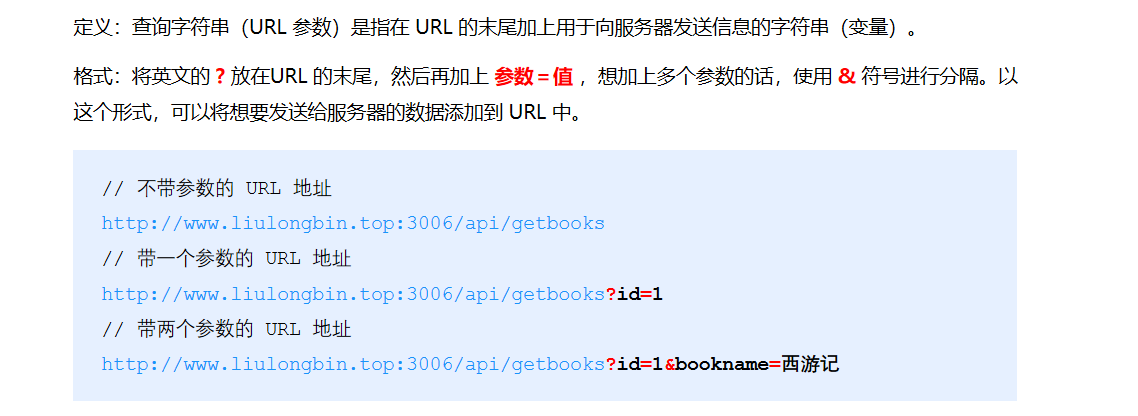 定义：查询字符串（URL 参数）是指在 URL 的末尾加上用于向服务器发送信息的字符串（变量）。
格式：将英文的 ? 放在URL 的末尾，然后再加上 参数＝值 ，想加上多个参数的话，使用 & 符号进行分隔。以
这个形式，可以将想要发送给服务器的数据添加到 URL 中。
// 不带参数的 URL 地址
http://www.liulongbin.top:3006/api/getbooks
// 带一个参数的 URL 地址
http://www.liulongbin.top:3006/api/getbooks?id=1
// 带两个参数的 URL 地址
http://www.liulongbin.top:3006/api/getbooks?id=1&bookname=西游记